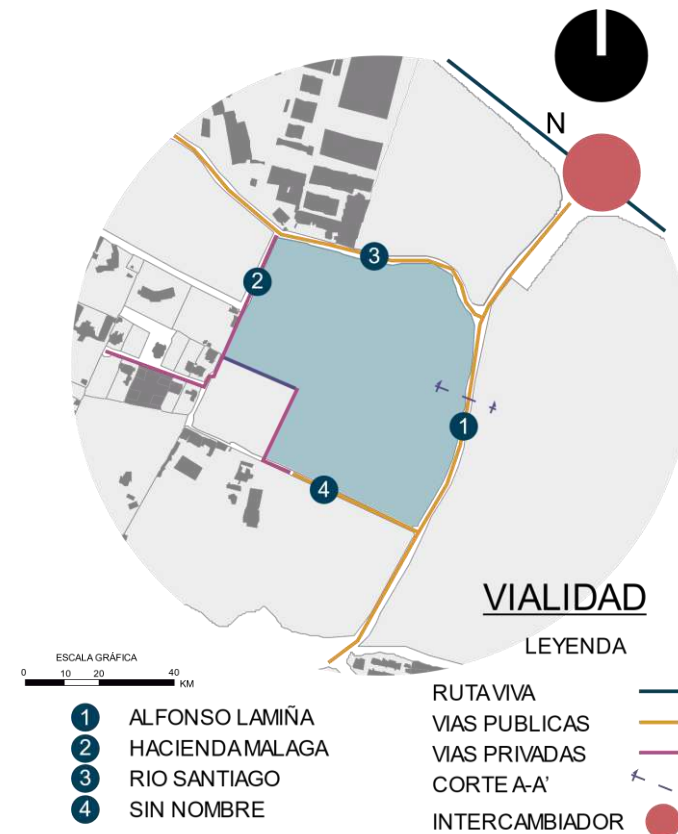 N
2
3
1
4
VIALIDAD
LEYENDA
ESCALA GRÁFICA
0 10 20 40
KM
1 ALFONSO LAMIÑA
2 HACIENDA MALAGA
3 RIO SANTIAGO
4 SIN NOMBRE
RUTA VIVA
VIAS PUBLICAS
VIAS PRIVADAS
CORTE A-A'
INTERCAMBIADOR